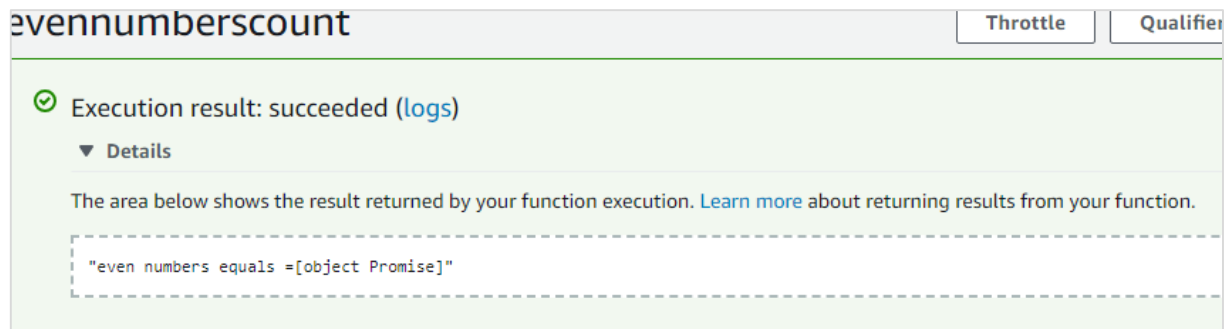 evennumberscount
Throttle
Qualifier
Execution result: succeeded (logs)
Details
The area below shows the result returned by your function execution. Learn more about returning results from your function.
"even numbers equals =[object Promise]"